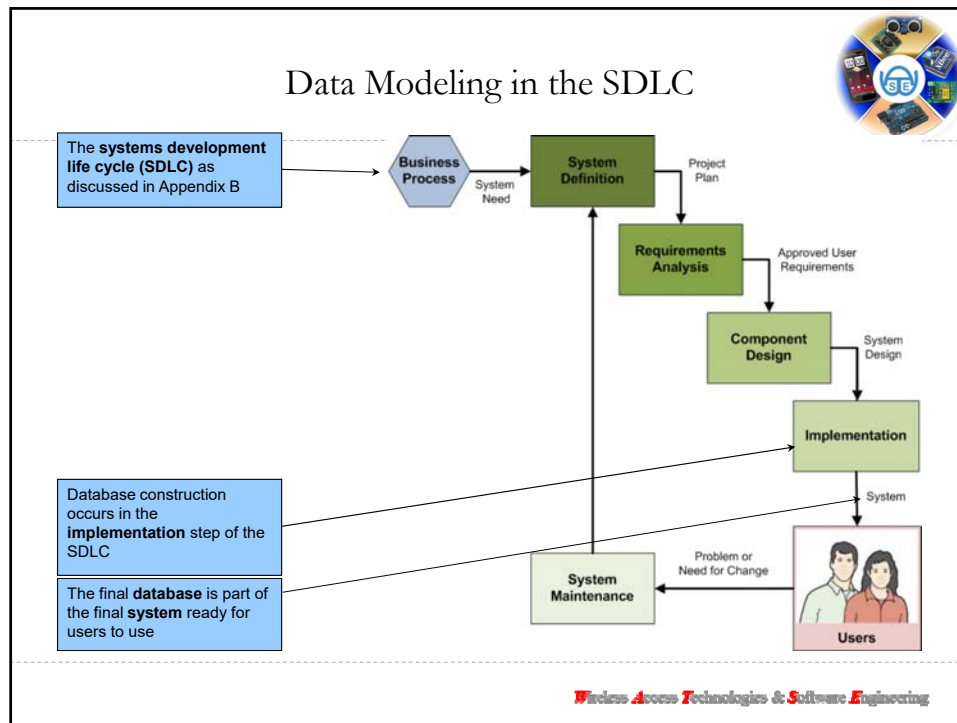 Data Modeling in the SDLC
The systems development
life cycle (SDLC) as
discussed in Appendix B
Business
Process
System
Need
System
Definition
Project
Plan
Requirements
Analysis
Approved User
Requirements
Component
Design
System
Design
Implementation
System
Database construction
occurs in the
implementation step of the
SDLC
The final database is part of
the final system ready for
users to use
System
Maintenance
Problem or
Need for Change
Users
Wireless Access Technologies & Software Engineering